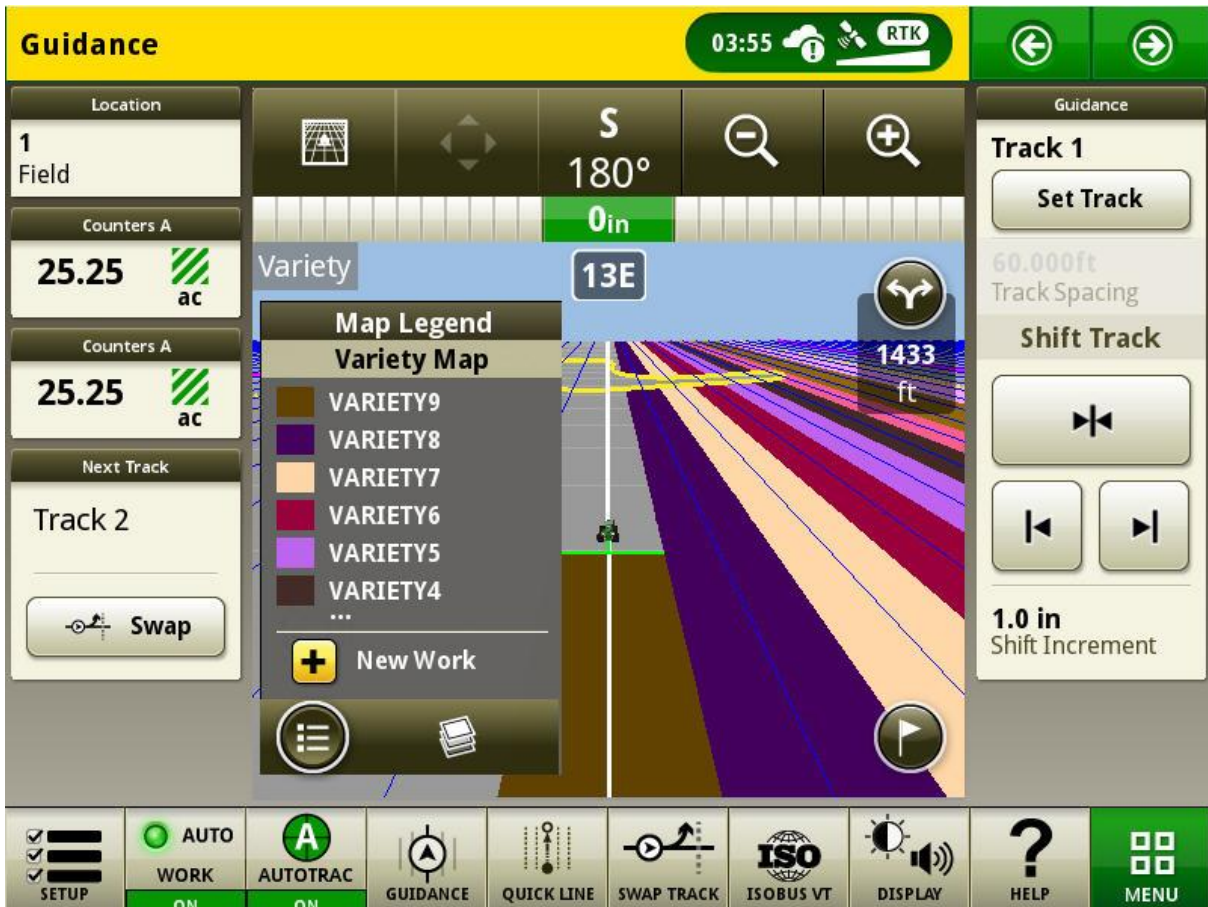 Guidance
03:55
RTK
Location
1
Field
Counters A
25.25
ac
Counters A
25.25
ac
Next Track
Track 2
Swap
S
180°
0in
Variety
13E
Map Legend
Variety Map
VARIETY9
VARIETY8
VARIETY7
VARIETY6
VARIETY5
VARIETY4
...
New Work
1433
ft
Guidance
Track 1
Set Track
60.000ft
Track Spacing
Shift Track
1.0 in
Shift Increment
SETUP
AUTO
WORK
ON
A
AUTOTRAC
ON
GUIDANCE
QUICK LINE
SWAP TRACK
ISO
ISOBUS VT
DISPLAY
?
HELP
MENU